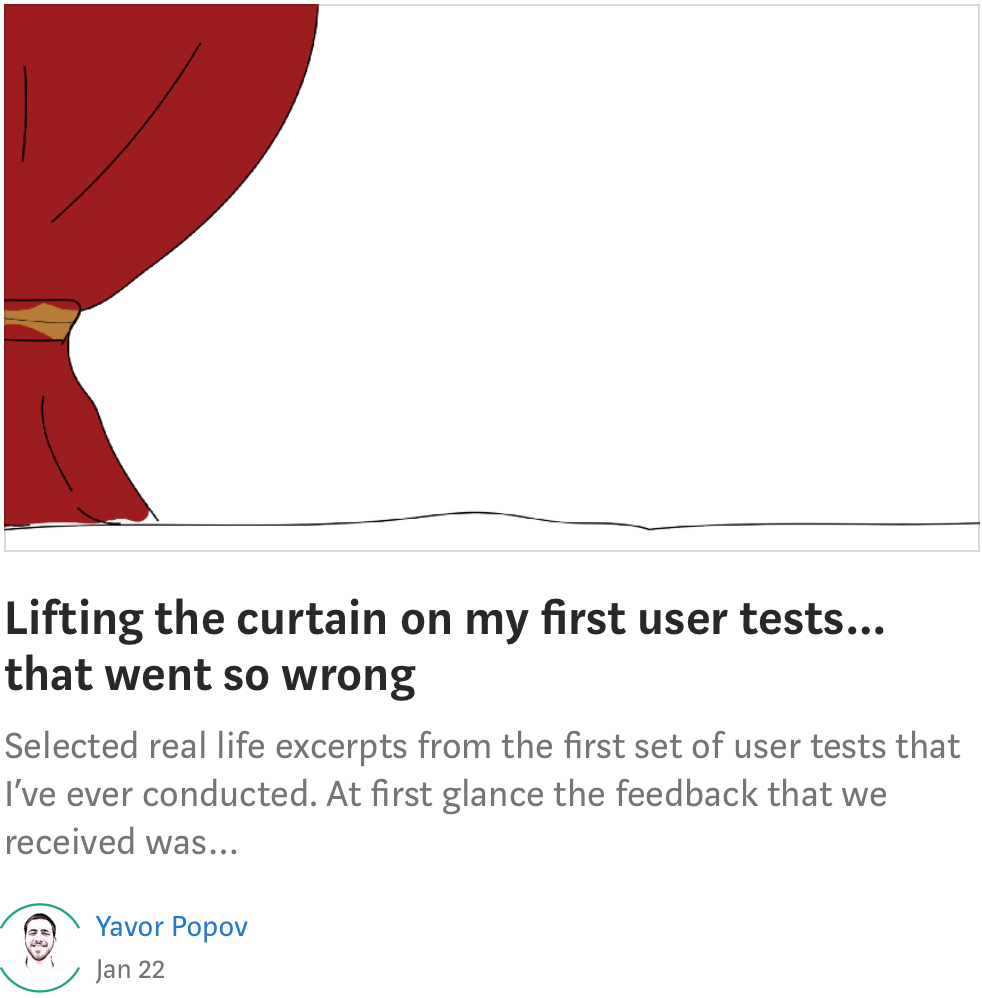 Lifting the curtain on my first user tests…
that went so wrong
Selected real life excerpts from the first set of user tests that
I’ve ever conducted. At first glance the feedback that we
received was…
Yavor Popov
Jan 22